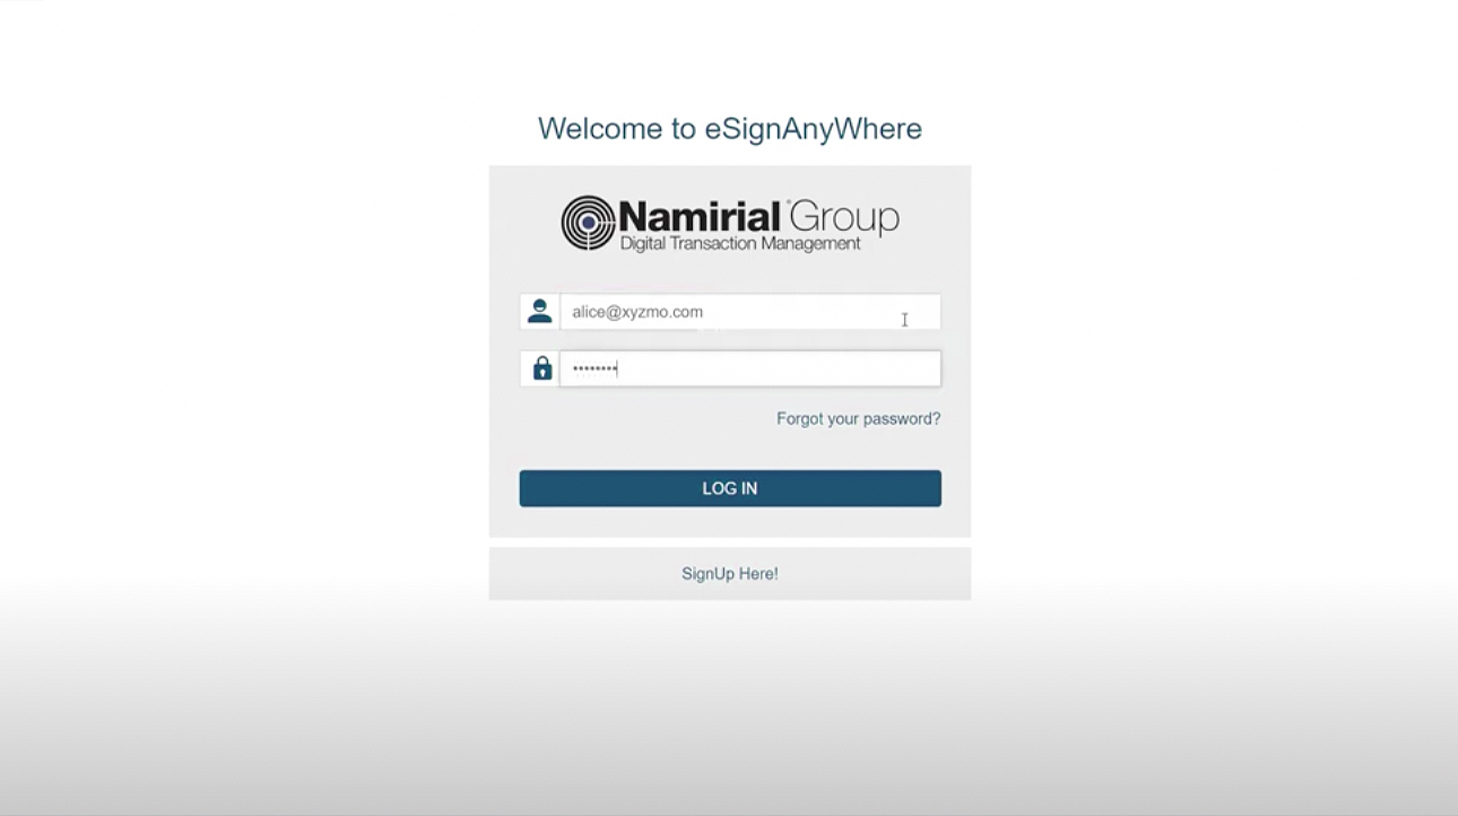 Welcome to eSignAnyWhere
Namirial Group
Digital Transaction Management
alice@xyzmo.com
••••••••
Forgot your password?
LOG IN
SignUp Here!